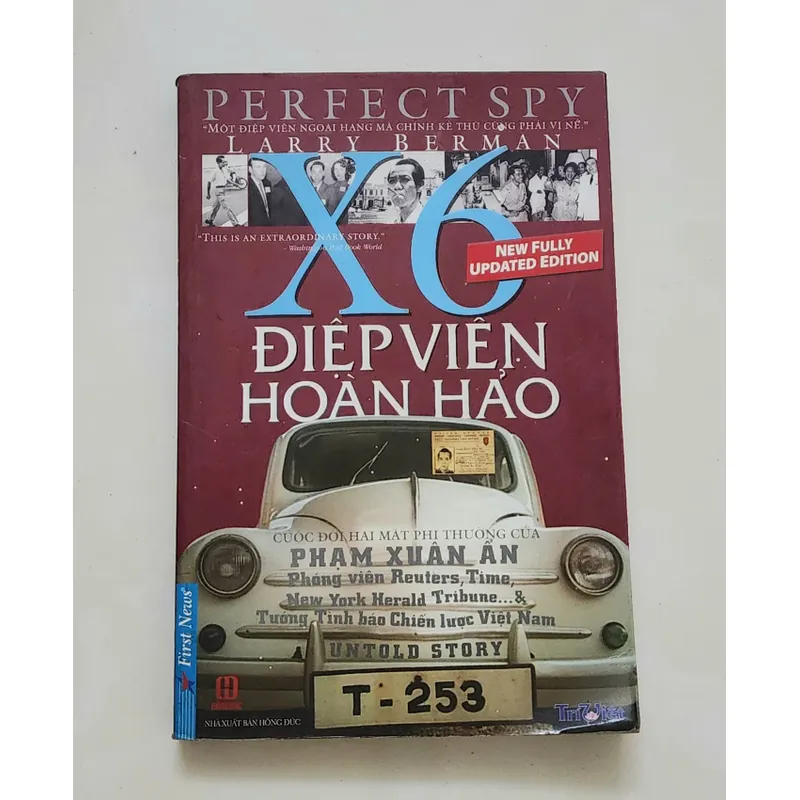 PERFECT SPY
"MỘT ĐIỆP VIÊN NGOẠI HẠNG MÀ CHÍNH KẺ THÙ CŨNG PHẢI VỊ NỂ."
LARRY BERMAN
X6
"THIS IS AN EXTRAORDINARY STORY."
Book World
NEW FULLY
UPDATED EDITION
ĐIỆP VIÊN
HOÀN HẢO
CUỘC ĐỜI HAI MẶT PHI THƯỜNG CỦA
PHẠM XUÂN ẨN
Phóng viên Reuters, Time,
New York Herald Tribune...&
Tướng Tình báo Chiến lược Việt Nam
UNTOLD STORY
T - 253
First News
NHÀ XUẤT BẢN HỒNG ĐỨC
Trí Việt